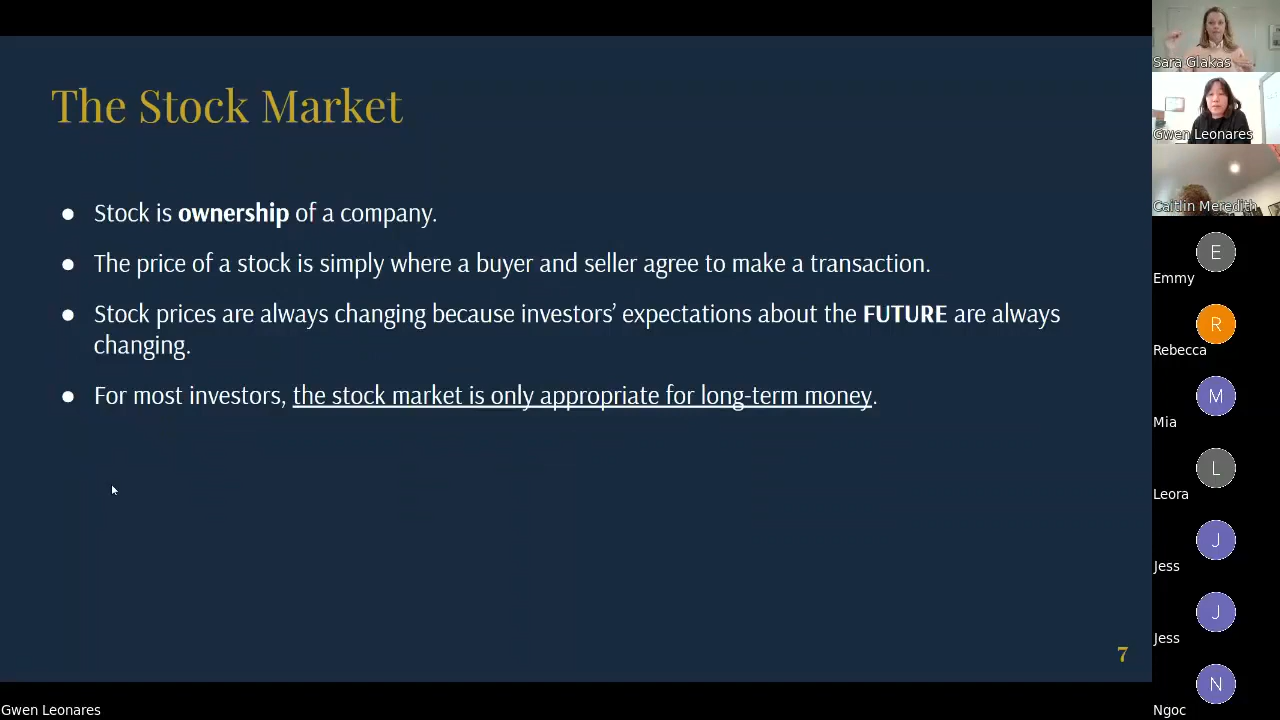 The Stock Market
● Stock is ownership of a company.
● The price of a stock is simply where a buyer and seller agree to make a transaction.
● Stock prices are always changing because investors’ expectations about the FUTURE are always
changing.
● For most investors, the stock market is only appropriate for long-term money.
7
Gwen Leonares
Sara Glakas
Gwen Leonares
Caitlin Meredith
E
Emmy
R
Rebecca
M
Mia
L
Leora
J
Jess
J
Jess
N
Ngoc